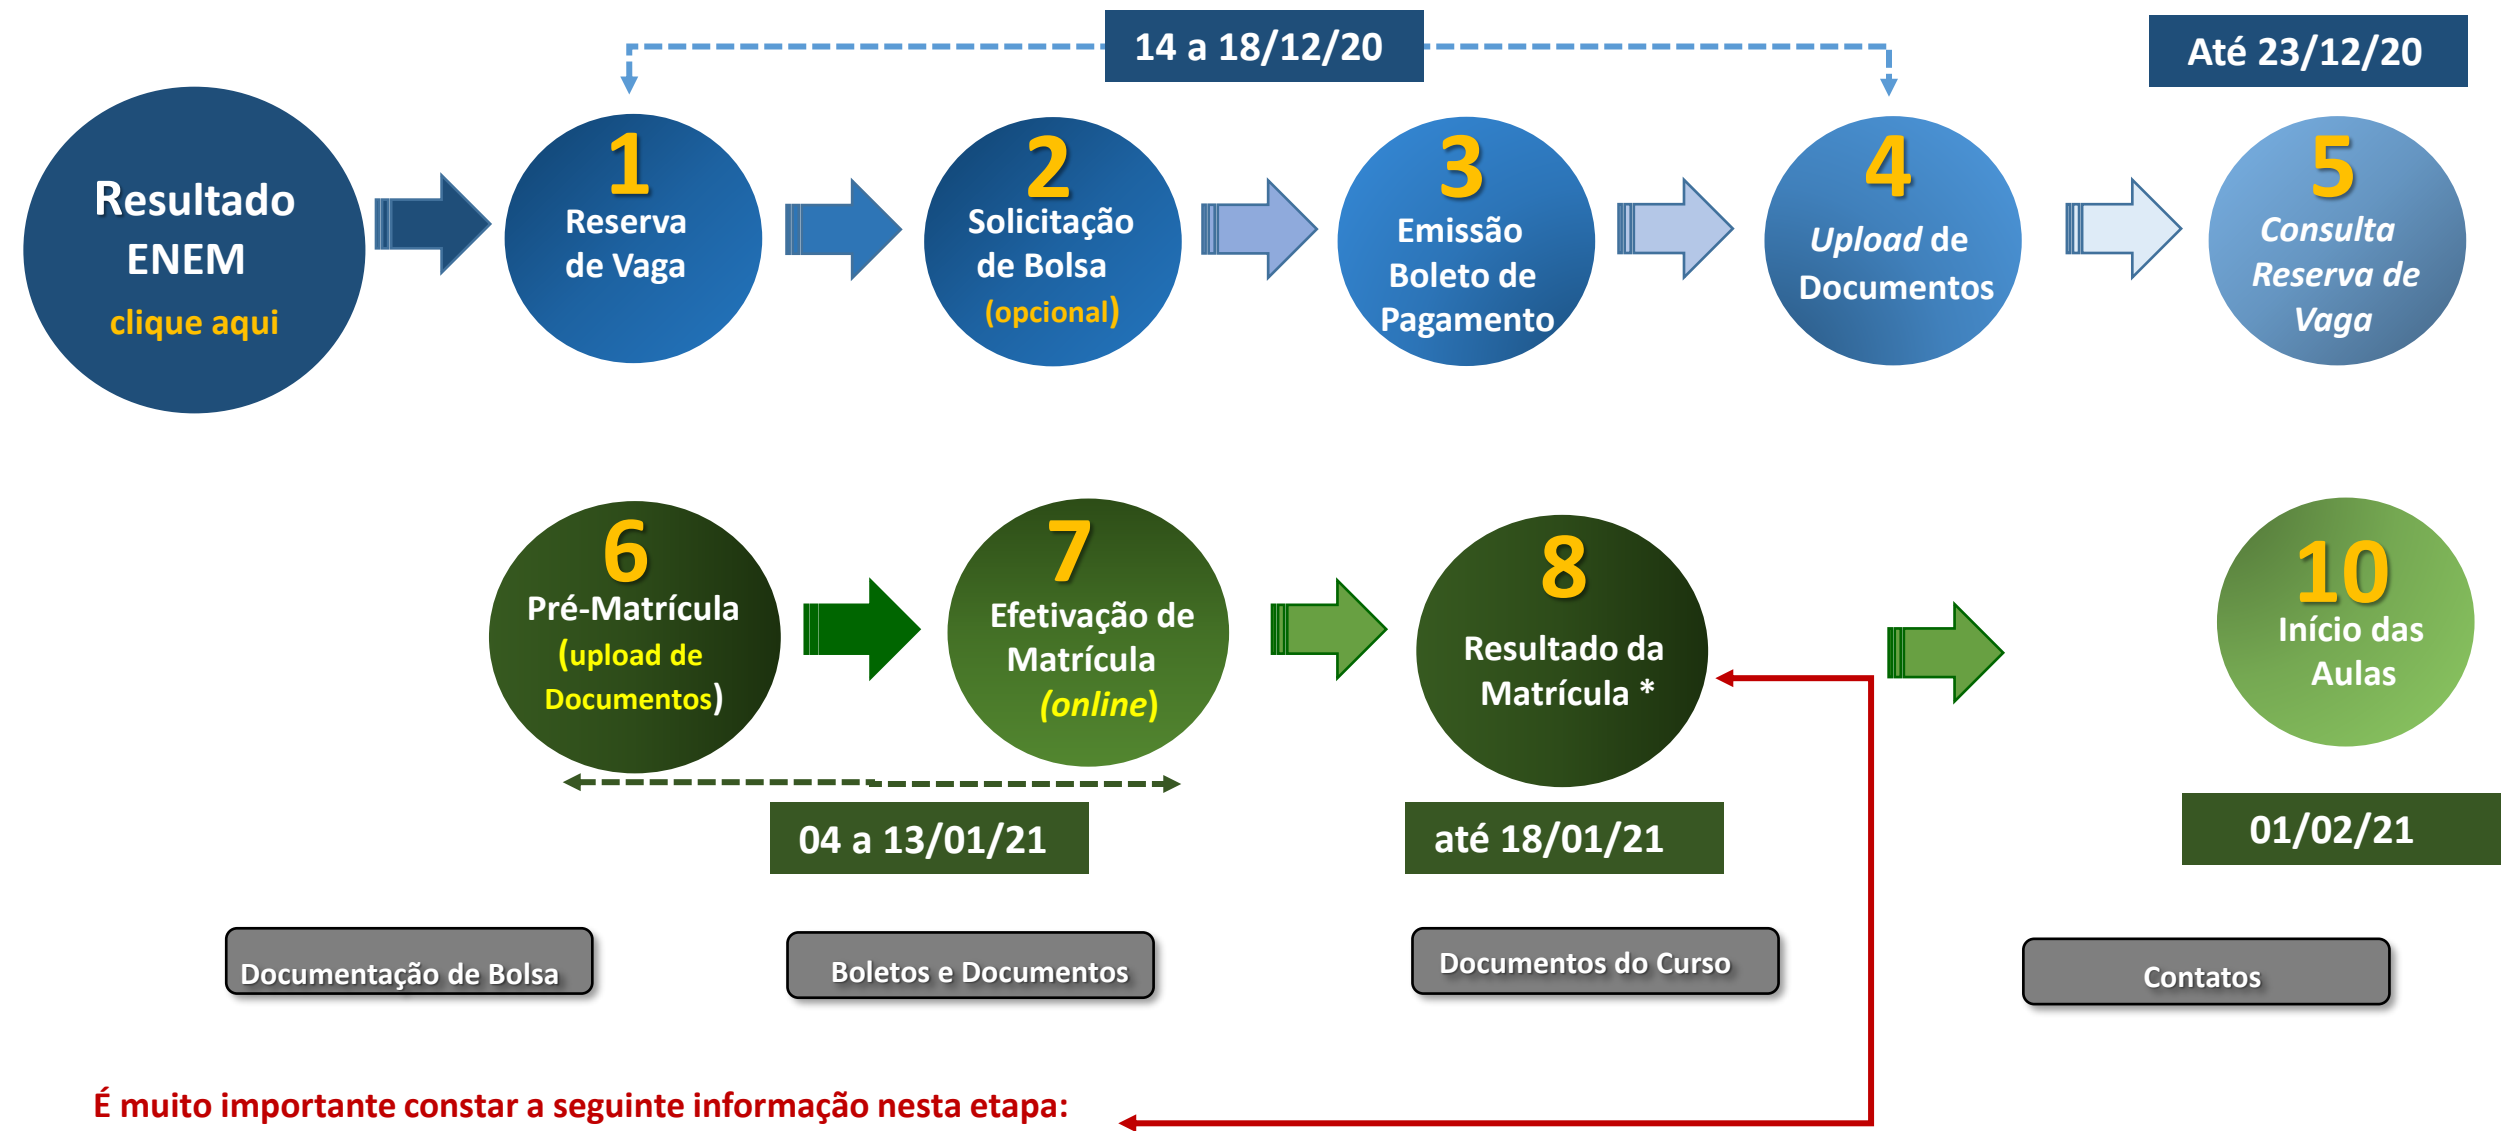 14 a 18/12/20
Até 23/12/20
Resultado
ENEM
clique aqui
1
Reserva
de Vaga
2
Solicitação
de Bolsa
(opcional)
3
Emissão
Boleto de
Pagamento
4
Upload de
Documentos
5
Consulta
Reserva de
Vaga
6
Pré-Matrícula
(upload de
Documentos)
7
Efetivação de
Matrícula
(online)
8
Resultado da
Matrícula *
10
Início das
Aulas
04 a 13/01/21
até 18/01/21
01/02/21
Documentação de Bolsa
Boletos e Documentos
Documentos do Curso
Contatos
É muito importante constar a seguinte informação nesta etapa: